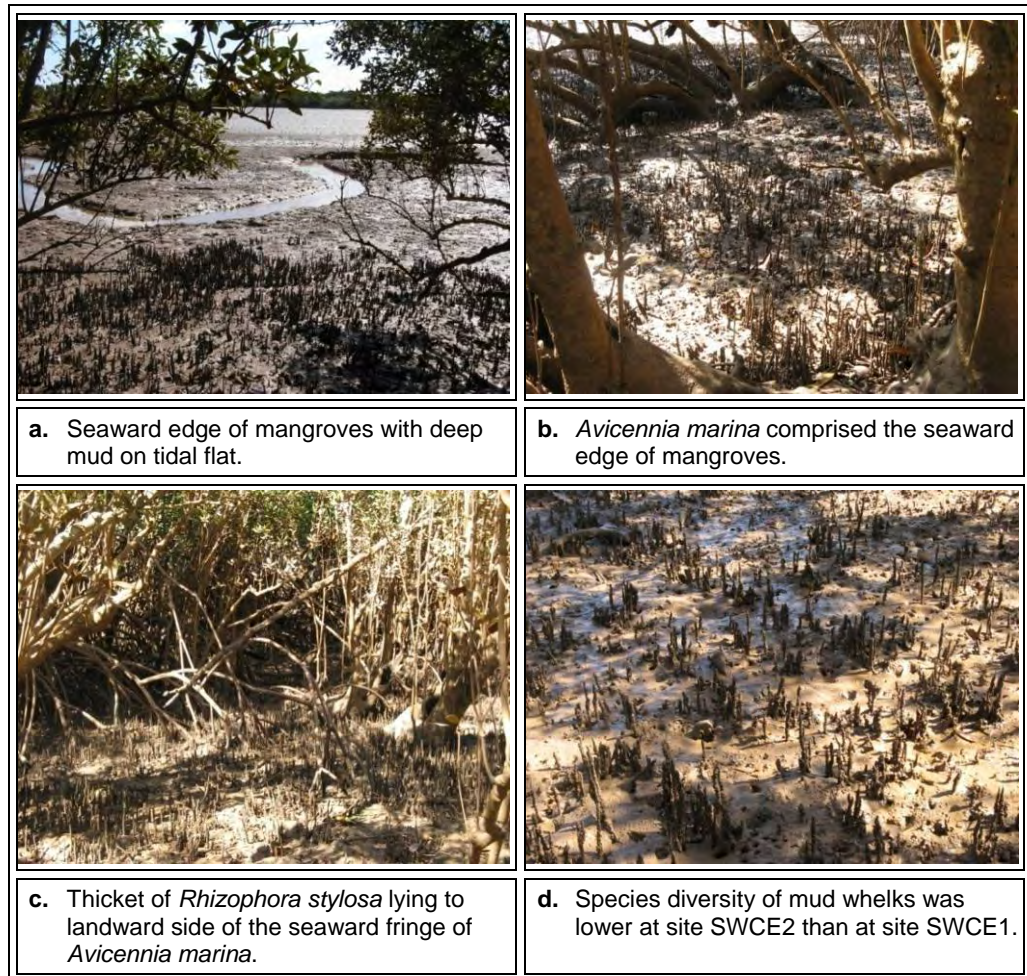 a. Seaward edge of mangroves with deep
mud on tidal flat.
b. Avicennia marina comprised the seaward
edge of mangroves.
c. Thicket of Rhizophora stylosa lying to
landward side of the seaward fringe of
Avicennia marina.
d. Species diversity of mud whelks was
lower at site SWCE2 than at site SWCE1.